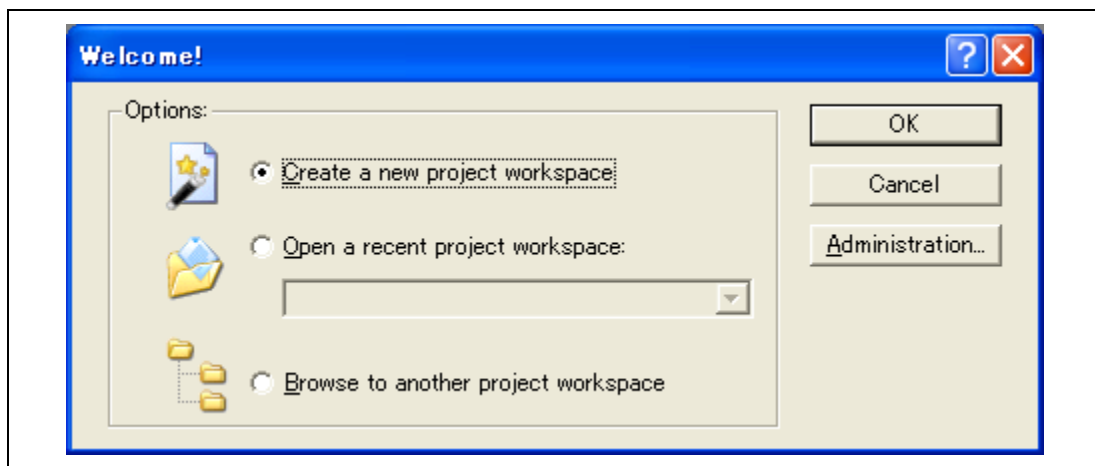 Welcome!
Options:
Create a new project workspace
Open a recent project workspace:
Browse to another project workspace
OK
Cancel
Administration...